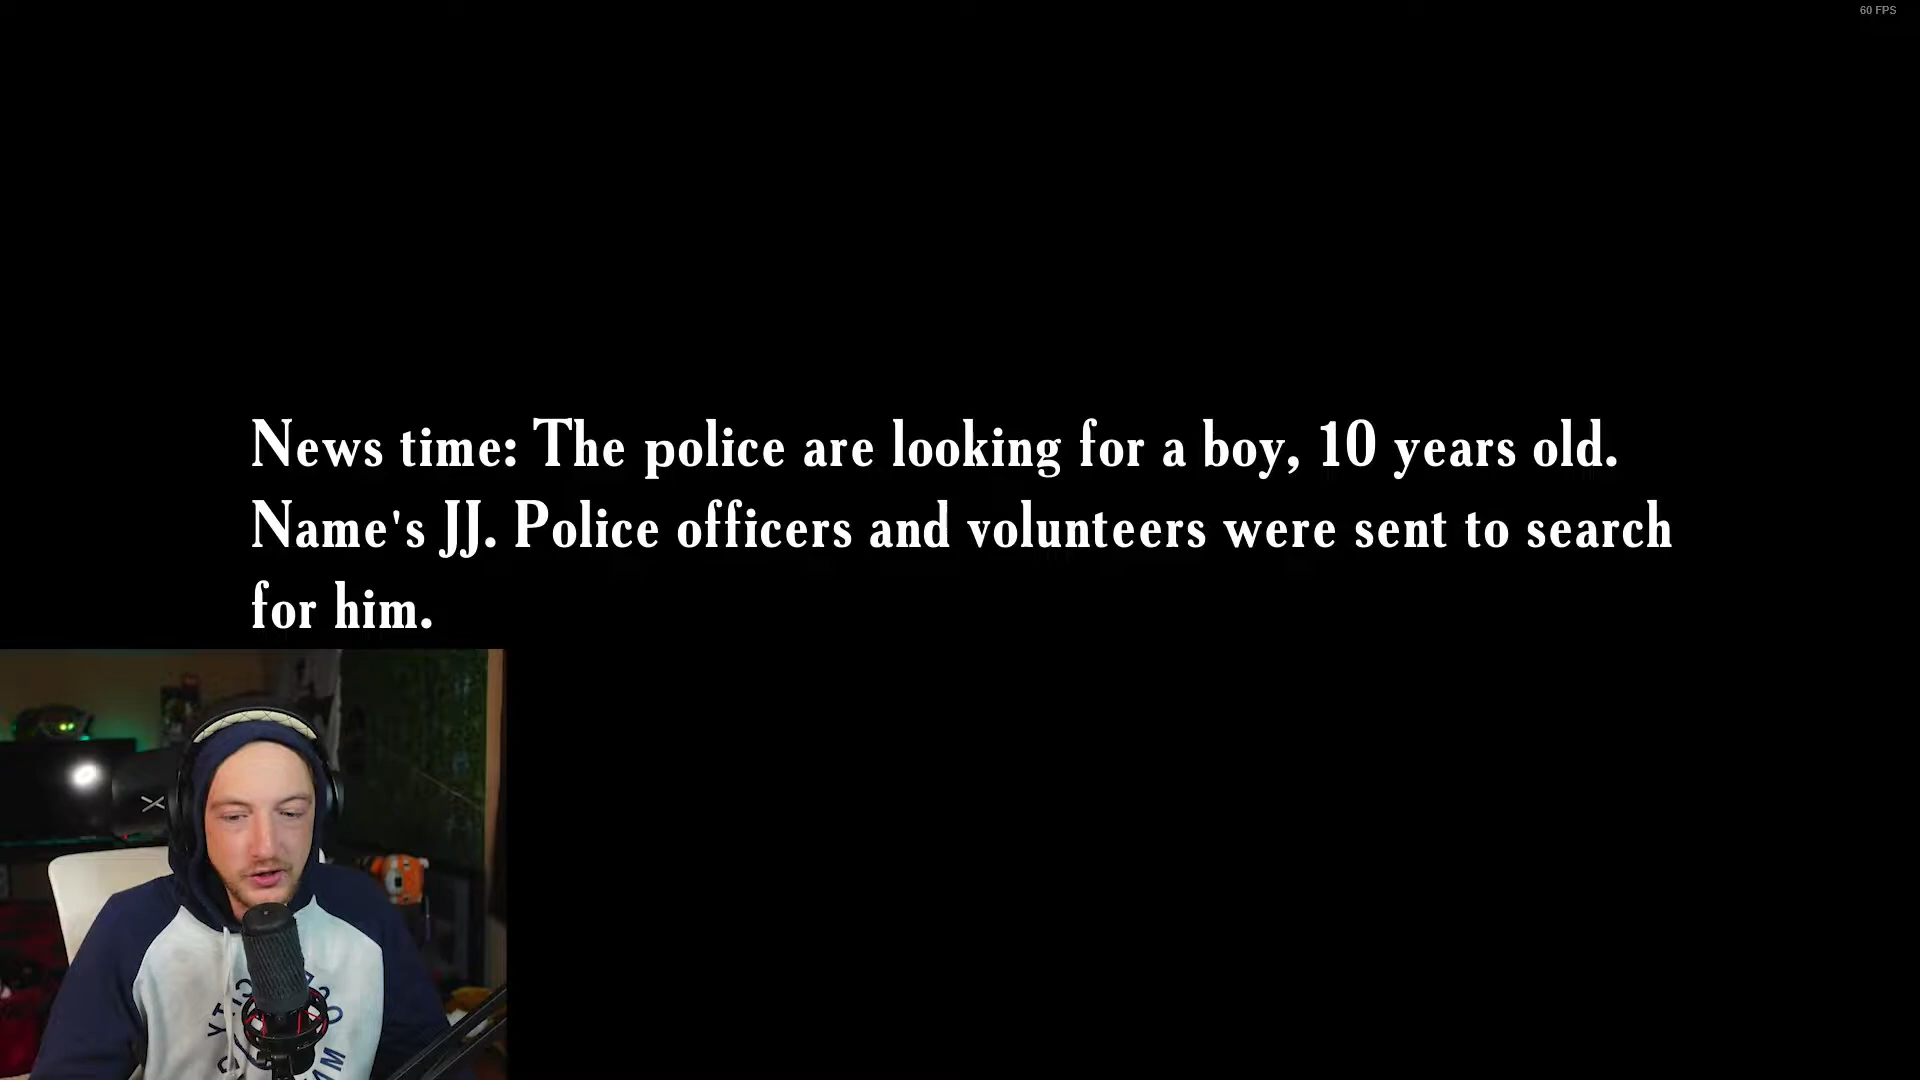 60 FPS
News time: The police are looking for a boy, 10 years old.
Name's JJ. Police officers and volunteers were sent to search
for him.